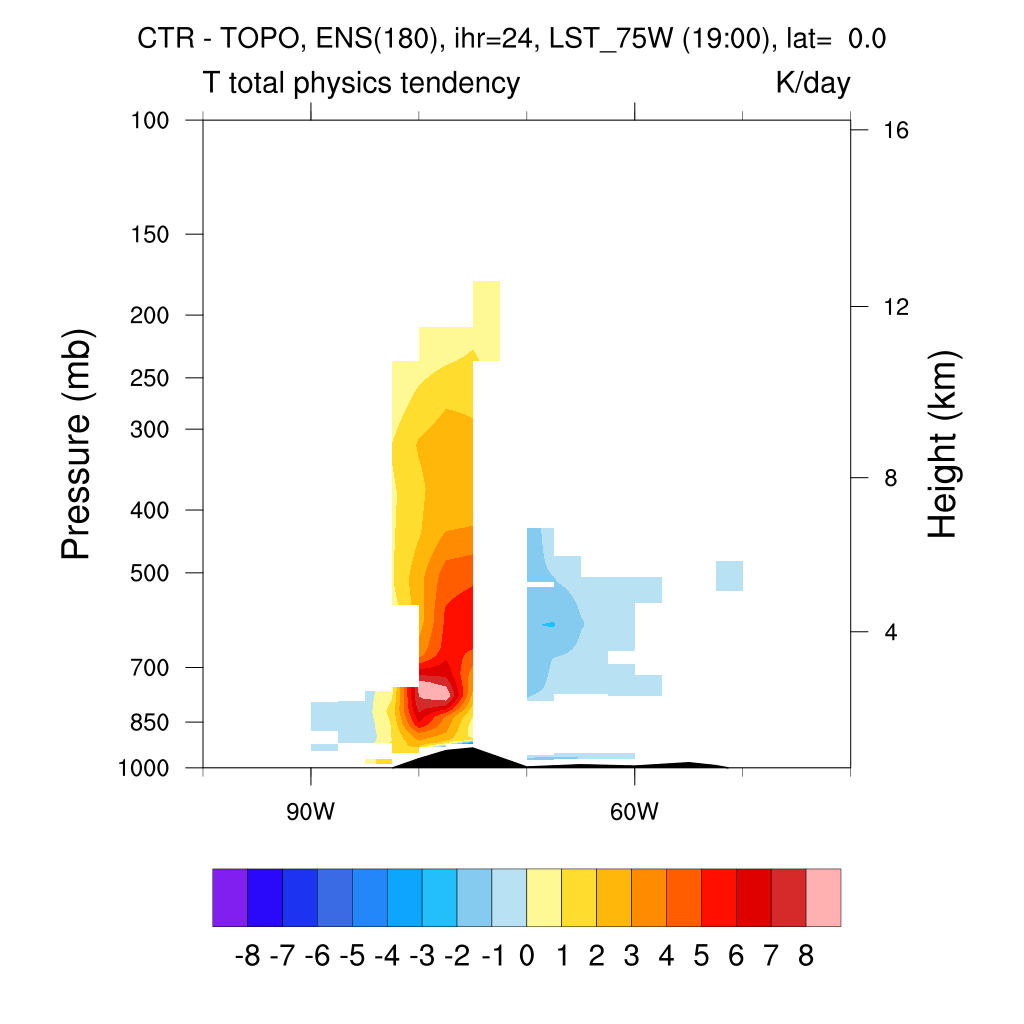 CTR - TOPO, ENS(180), ihr=24, LST_75W (19:00), lat=  0.0
T total physics tendency K/day
100
150
200
250
300
400
500
700
850
1000
Pressure (mb)
16
12
8
4
Height (km)
90W 60W
-8 -7 -6 -5 -4 -3 -2 -1 0 1 2 3 4 5 6 7 8